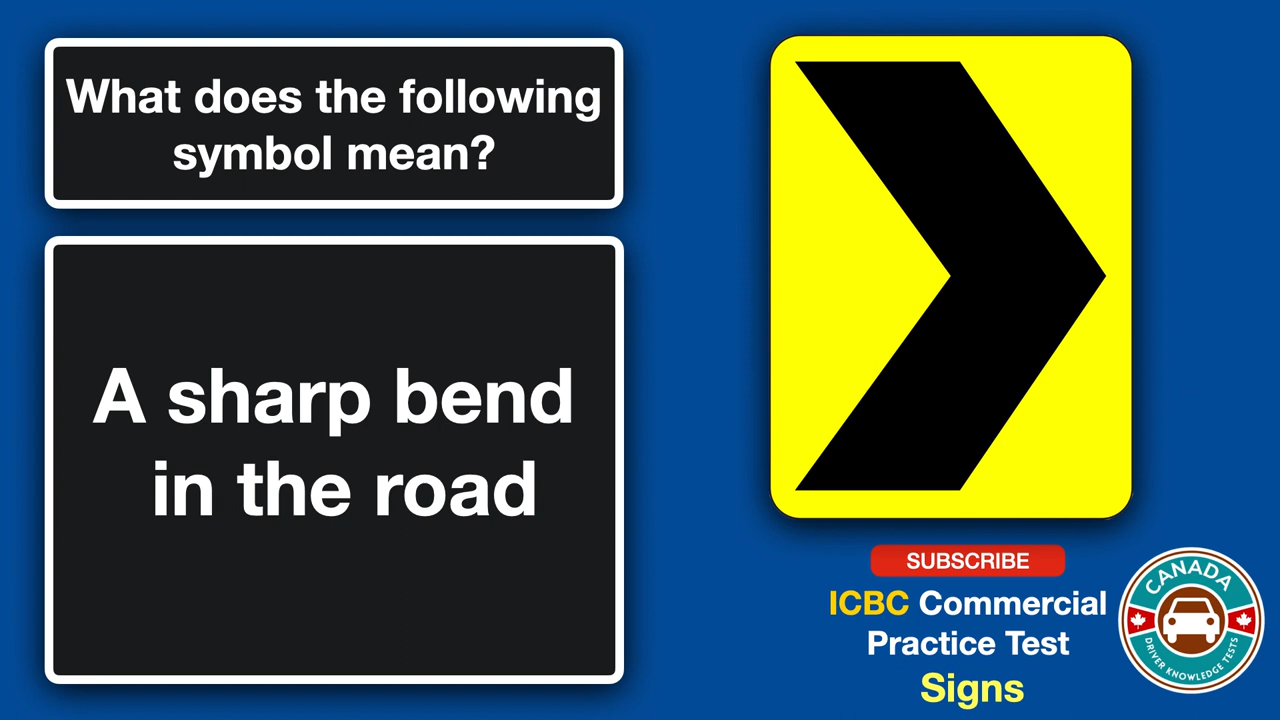 What does the following
symbol mean?
A sharp bend
in the road
SUBSCRIBE
ICBC Commercial
Practice Test
Signs
CANADA
DRIVER KNOWLEDGE TESTS